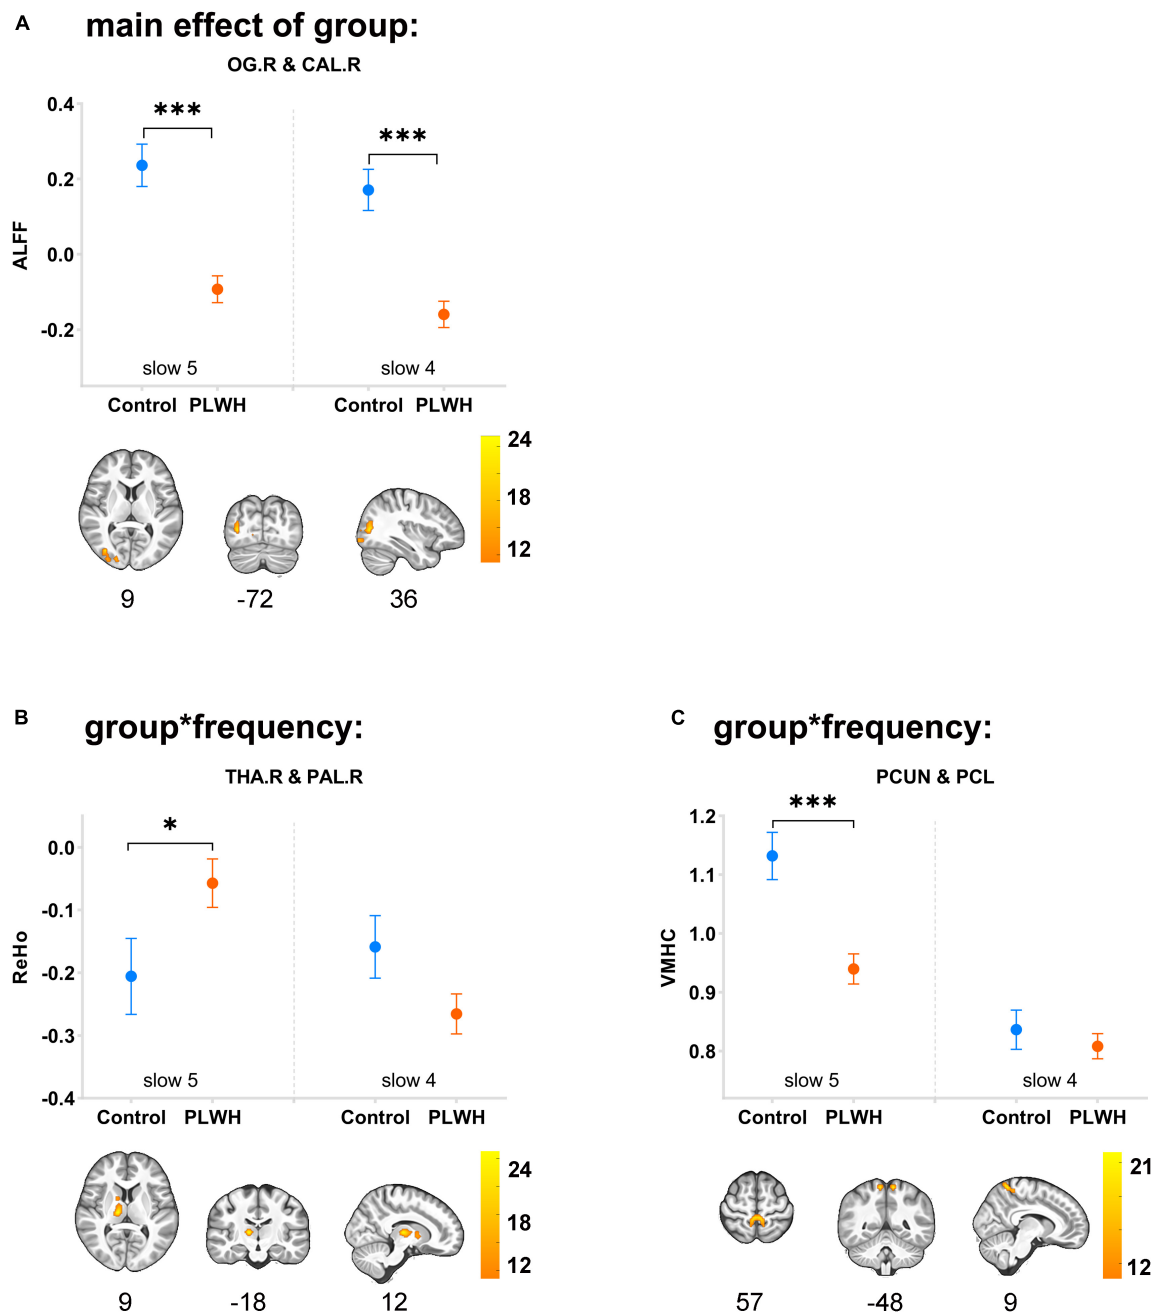 A main effect of group:
OG.R & CAL.R
***
***
0.4
0.2
0.0
-0.2
ALFF
slow 5 slow 4
Control PLWH Control PLWH
24
18
12
9 -72 36
B group*frequency:
THA.R & PAL.R
*
0.0
-0.1
-0.2
-0.3
-0.4
ReHo
slow 5 slow 4
Control PLWH Control PLWH
24
18
12
9 -18 12
C group*frequency:
PCUN & PCL
***
1.2
1.1
1.0
0.9
0.8
VMHC
slow 5 slow 4
Control PLWH Control PLWH
21
12
57 -48 9